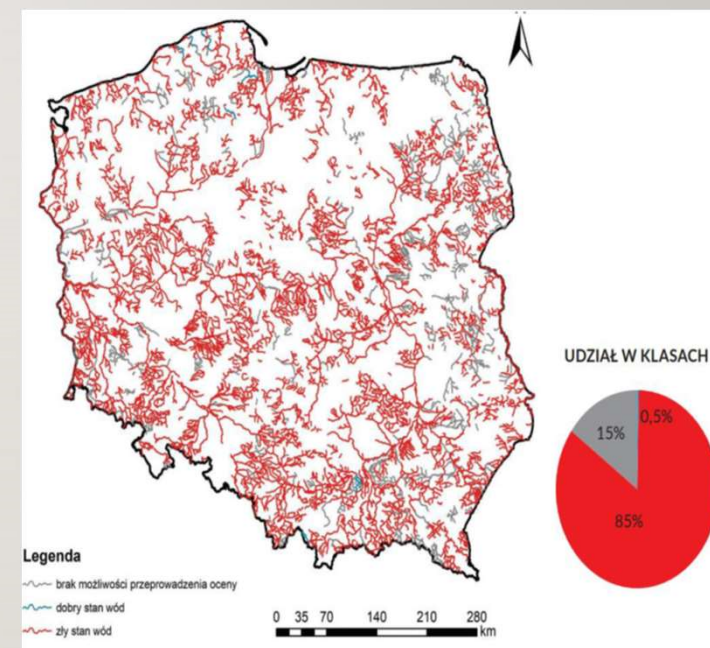 UDZIAŁ W KLASACH
0,5%
15%
85%
Legenda
brak możliwości przeprowadzenia oceny
dobry stan wód
zły stan wód
0 35 70 140 210 280
km